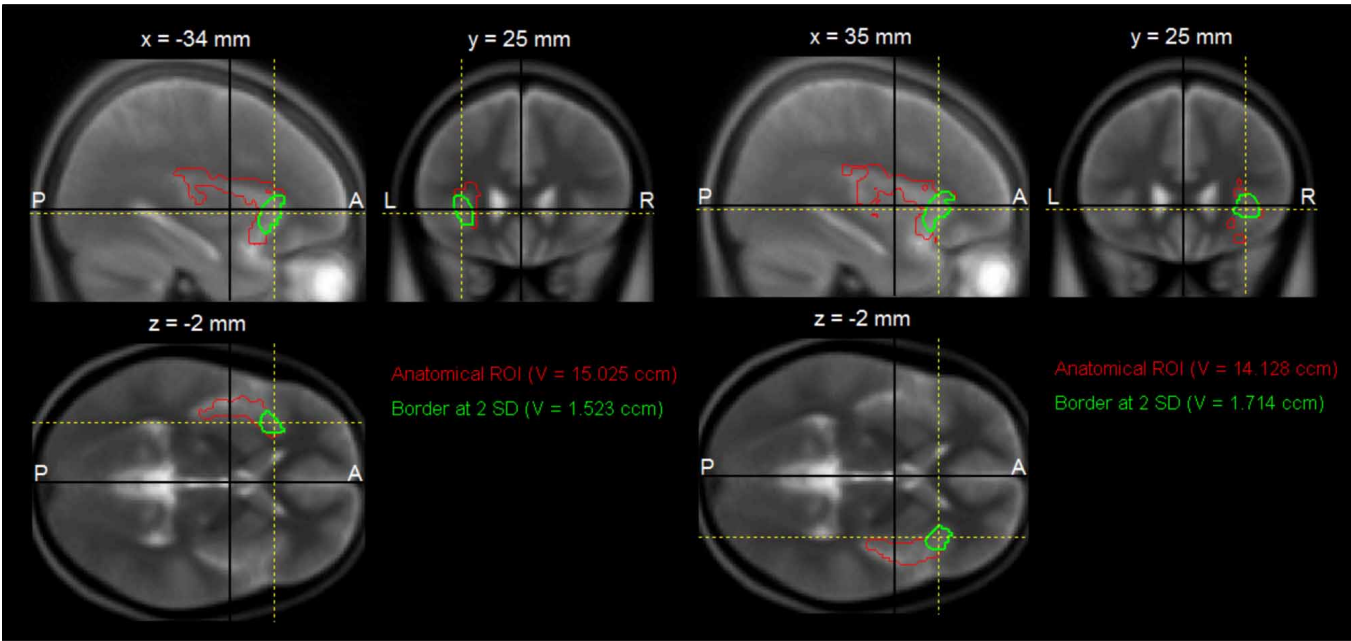 x = -34 mm
y = 25 mm
P
A
L
R
z = -2 mm
P
A
Anatomical ROI (V = 15.025 ccm)
Border at 2 SD (V = 1.523 ccm)
x = 35 mm
y = 25 mm
P
A
L
R
z = -2 mm
P
A
Anatomical ROI (V = 14.128 ccm)
Border at 2 SD (V = 1.714 ccm)